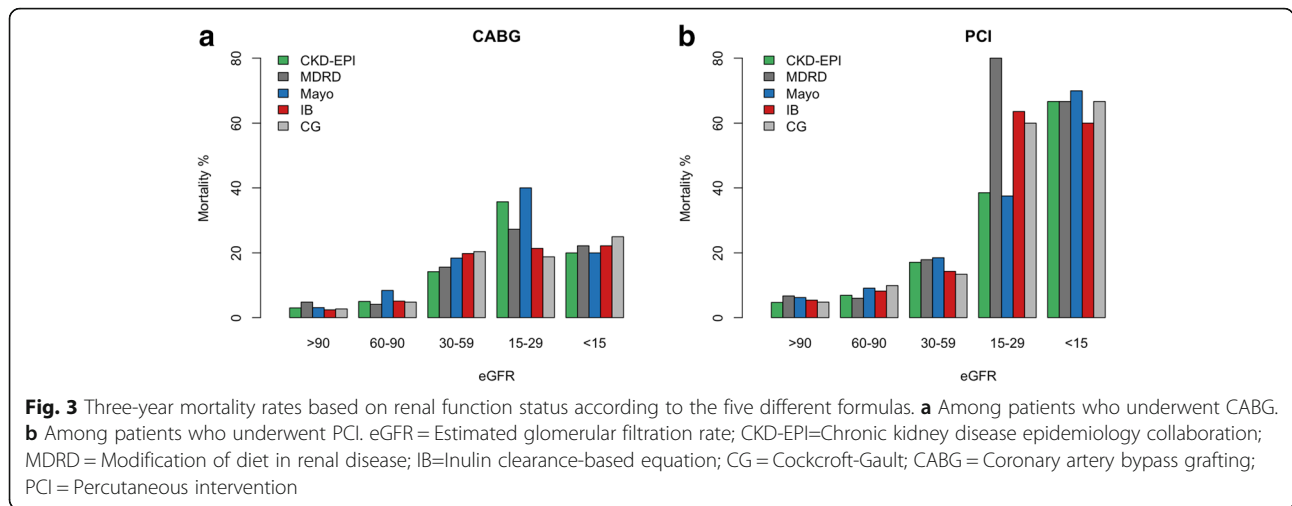 a
CABG
CKD-EPI
MDRD
Mayo
IB
CG
80
60
40
20
0
Mortality %
>90
60-90
30-59
15-29
<15
eGFR
b
PCI
CKD-EPI
MDRD
Mayo
IB
CG
80
60
40
20
0
Mortality %
>90
60-90
30-59
15-29
<15
eGFR
Fig. 3 Three-year mortality rates based on renal function status according to the five different formulas. a Among patients who underwent CABG.
b Among patients who underwent PCI. eGFR = Estimated glomerular filtration rate; CKD-EPI=Chronic kidney disease epidemiology collaboration;
MDRD = Modification of diet in renal disease; IB=Inulin clearance-based equation; CG = Cockcroft-Gault; CABG = Coronary artery bypass grafting;
PCI = Percutaneous intervention